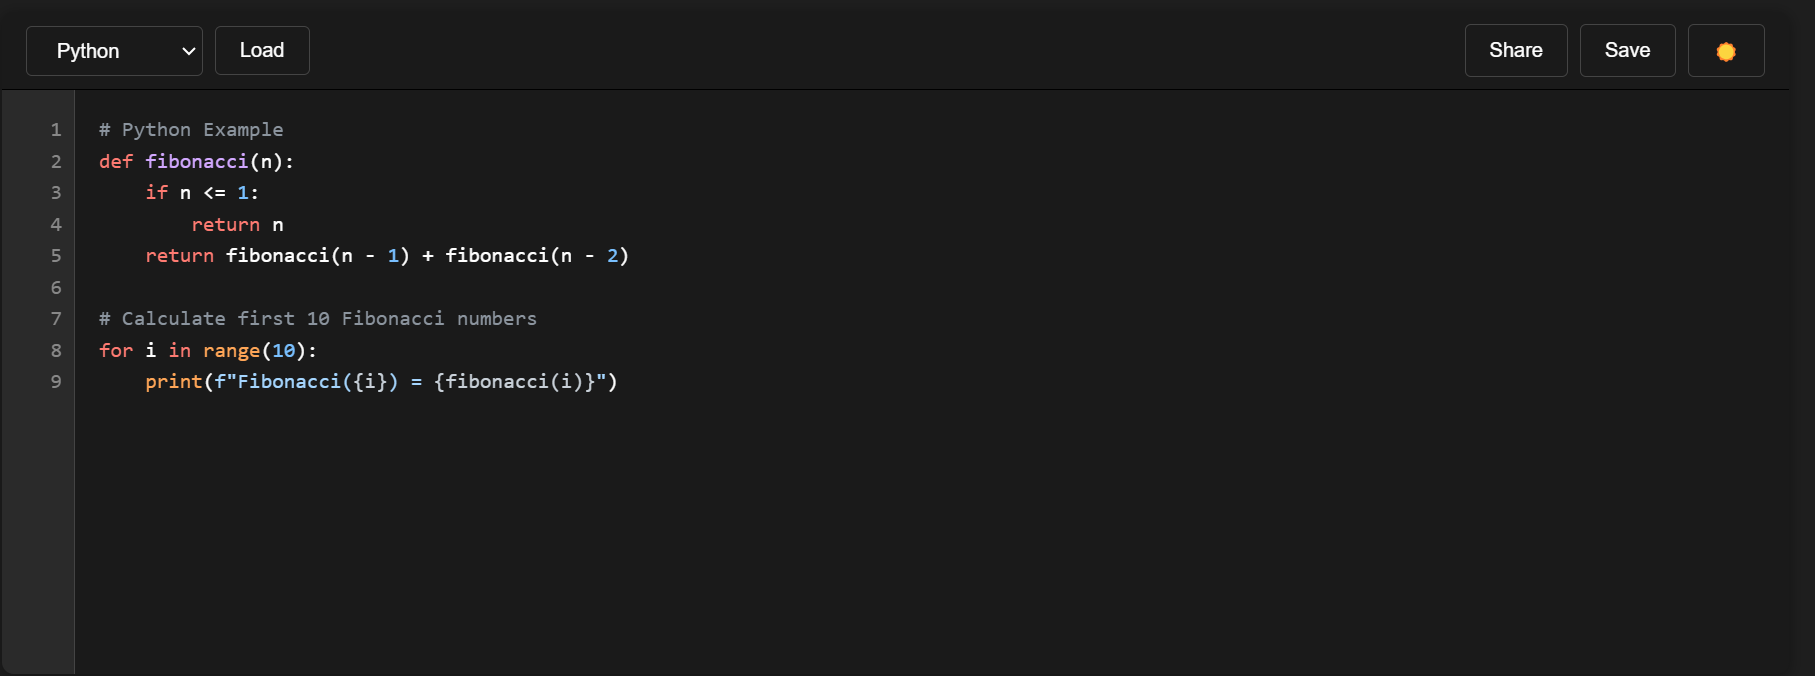 Python Load Share Save
1 # Python Example
2 def fibonacci(n):
3     if n <= 1:
4         return n
5     return fibonacci(n - 1) + fibonacci(n - 2)
6
7 # Calculate first 10 Fibonacci numbers
8 for i in range(10):
9     print(f"Fibonacci({i}) = {fibonacci(i)}")